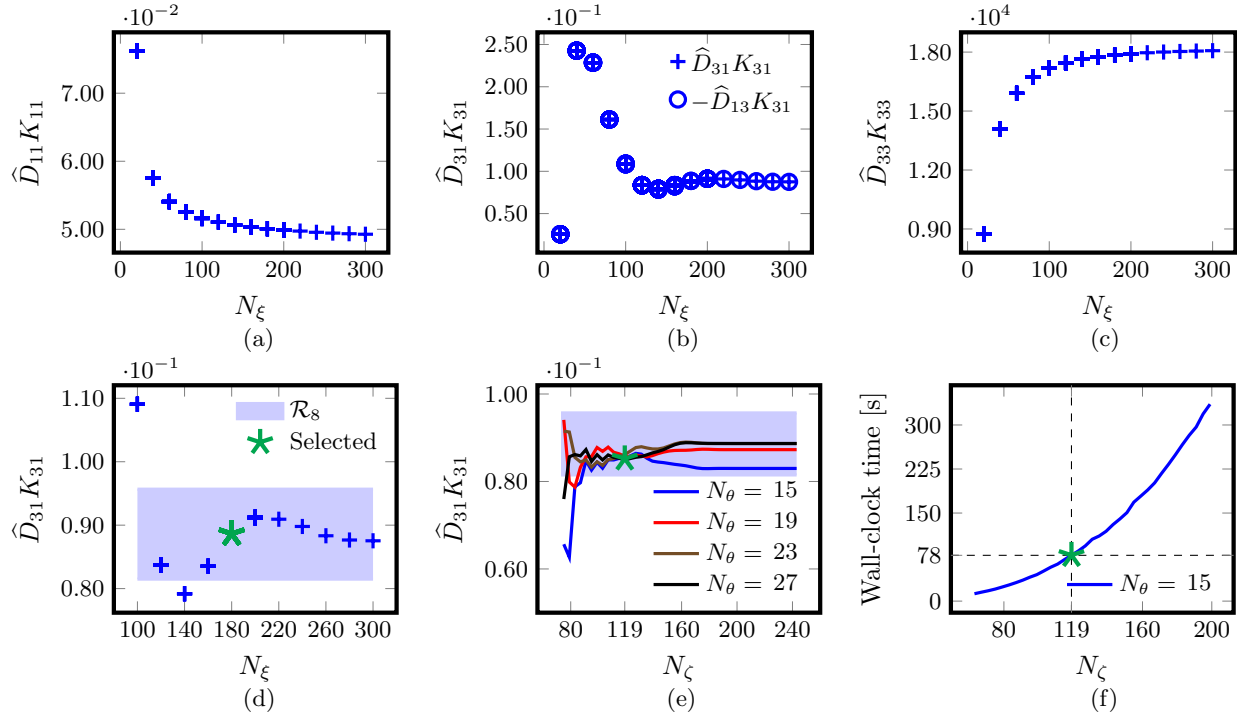 ·10⁻²
7.00
6.00
5.00
D̂₁₁K₁₁
0 100 200 300
N_ξ
(a)
·10⁻¹
2.50
2.00
1.50
1.00
0.50
D̂₃₁K₃₁
D̂₃₁K₃₁
−D̂₁₃K₃₁
0 100 200 300
N_ξ
(b)
·10⁴
1.80
1.50
1.20
0.90
D̂₃₃K₃₃
0 100 200 300
N_ξ
(c)
·10⁻¹
1.10
1.00
0.90
0.80
D̂₃₁K₃₁
R₈
Selected
100 140 180 220 260 300
N_ξ
(d)
·10⁻¹
1.00
0.80
0.60
D̂₃₁K₃₁
N_θ = 15
N_θ = 19
N_θ = 23
N_θ = 27
80 119 160 200 240
N_ζ
(e)
300
225
150
78
0
Wall-clock time [s]
N_θ = 15
80 119 160 200
N_ζ
(f)